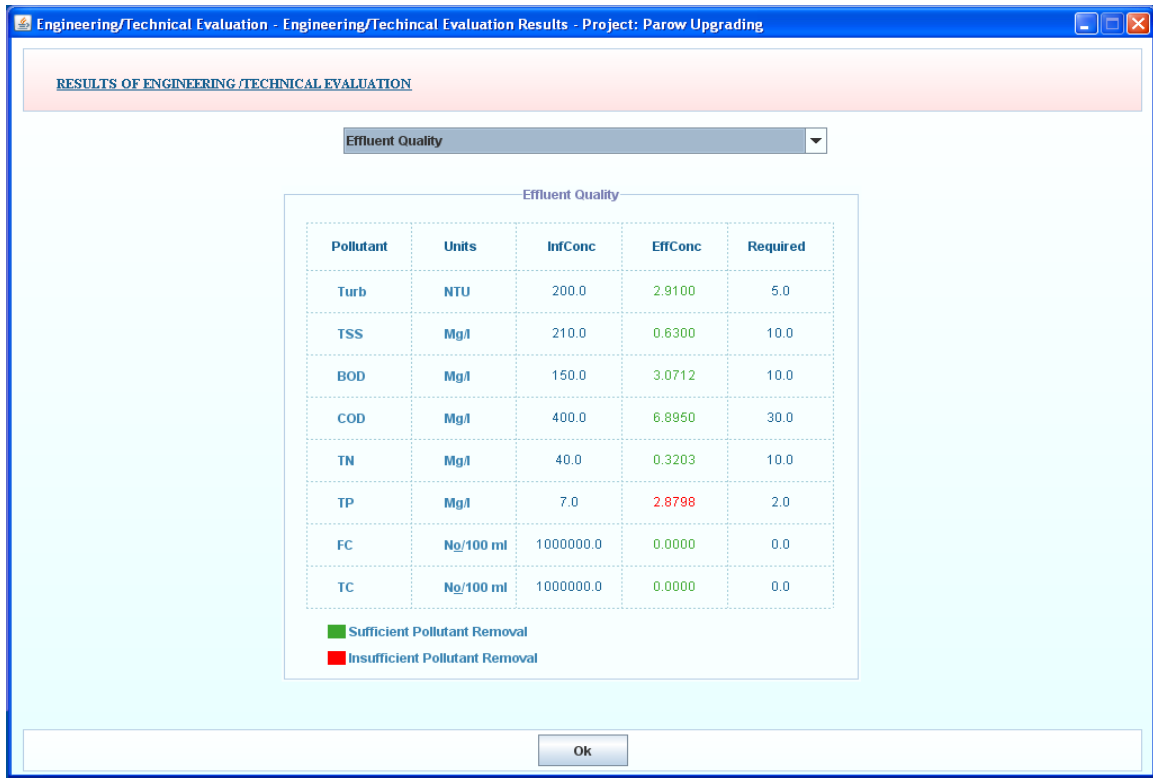 Engineering/Technical Evaluation - Engineering/Techincal Evaluation Results - Project: Parow Upgrading
RESULTS OF ENGINEERING /TECHNICAL EVALUATION
Effluent Quality
Effluent Quality
Pollutant Units InfConc EffConc Required
Turb NTU 200.0 2.9100 5.0
TSS Mg/l 210.0 0.6300 10.0
BOD Mg/l 150.0 3.0712 10.0
COD Mg/l 400.0 6.8950 30.0
TN Mg/l 40.0 0.3203 10.0
TP Mg/l 7.0 2.8798 2.0
FC No/100 ml 1000000.0 0.0000 0.0
TC No/100 ml 1000000.0 0.0000 0.0
Sufficient Pollutant Removal
Insufficient Pollutant Removal
Ok